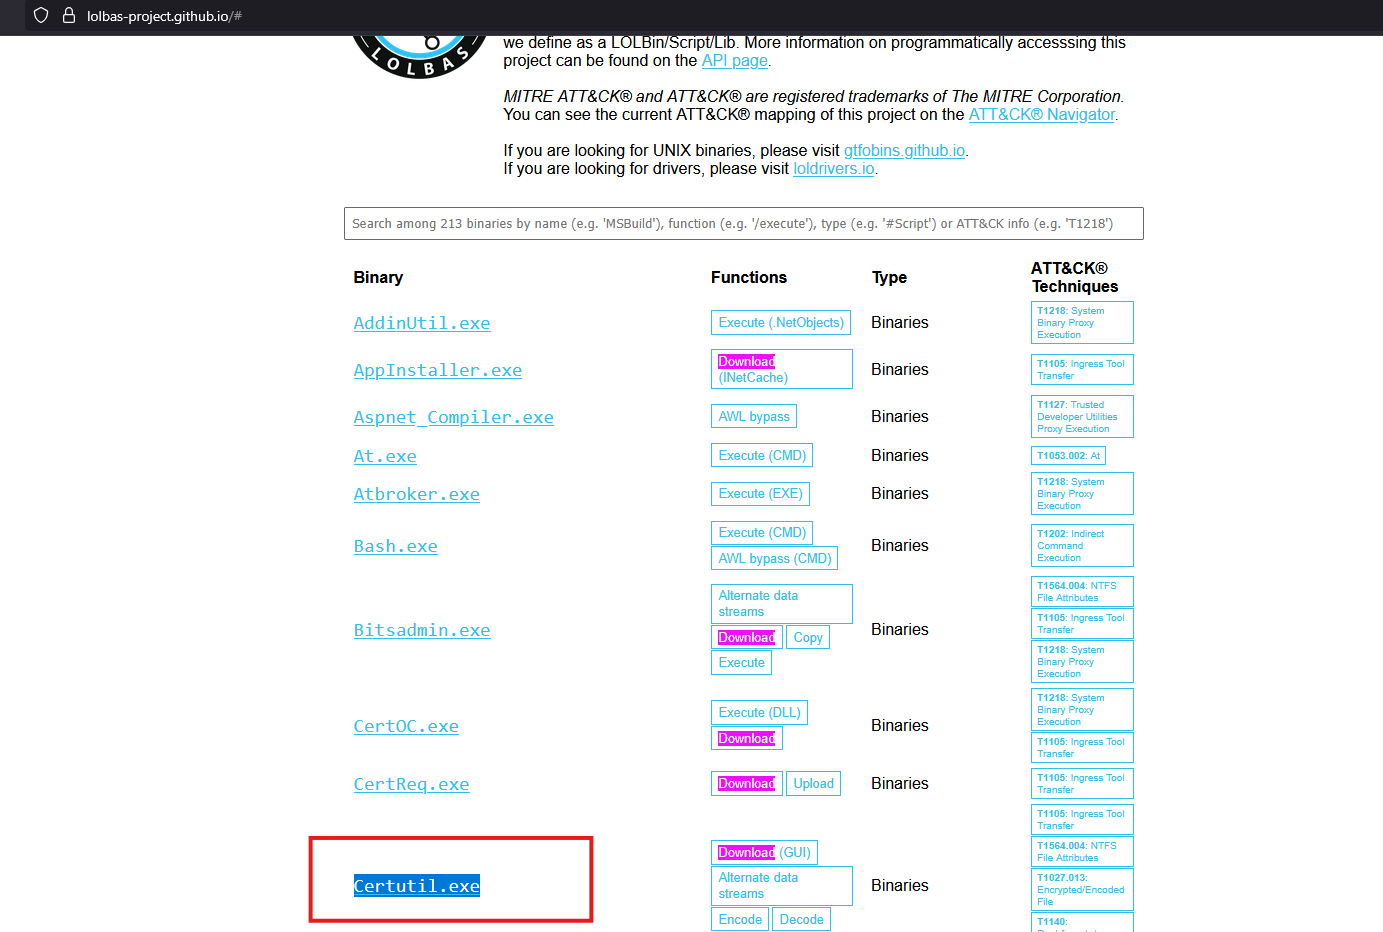 lolbas-project.github.io/#
LOLBAS
we define as a LOLBin/Script/Lib. More information on programmatically accesssing this
project can be found on the API page.
MITRE ATT&CK® and ATT&CK® are registered trademarks of The MITRE Corporation.
You can see the current ATT&CK® mapping of this project on the ATT&CK® Navigator.
If you are looking for UNIX binaries, please visit gtfobins.github.io.
If you are looking for drivers, please visit loldrivers.io.
Search among 213 binaries by name (e.g. 'MSBuild'), function (e.g. '/execute'), type (e.g. '#Script') or ATT&CK info (e.g. 'T1218')
Binary Functions Type ATT&CK®
Techniques
AddinUtil.exe Execute (.NetObjects) Binaries T1218: System
Binary Proxy
Execution
AppInstaller.exe Download
(INetCache) Binaries T1105: Ingress Tool
Transfer
Aspnet_Compiler.exe AWL bypass Binaries T1127: Trusted
Developer Utilities
Proxy Execution
At.exe Execute (CMD) Binaries T1053.002: At
Atbroker.exe Execute (EXE) Binaries T1218: System
Binary Proxy
Execution
Bash.exe Execute (CMD)
AWL bypass (CMD) Binaries T1202: Indirect
Command
Execution
Bitsadmin.exe Alternate data
streams
Download Copy
Execute Binaries T1564.004: NTFS
File Attributes
T1105: Ingress Tool
Transfer
T1218: System
Binary Proxy
Execution
CertOC.exe Execute (DLL)
Download Binaries T1218: System
Binary Proxy
Execution
T1105: Ingress Tool
Transfer
CertReq.exe Download Upload Binaries T1105: Ingress Tool
Transfer
Certutil.exe Download (GUI)
Alternate data
streams
Encode Decode Binaries T1105: Ingress Tool
Transfer
T1564.004: NTFS
File Attributes
T1027.013:
Encrypted/Encoded
File
T1140: